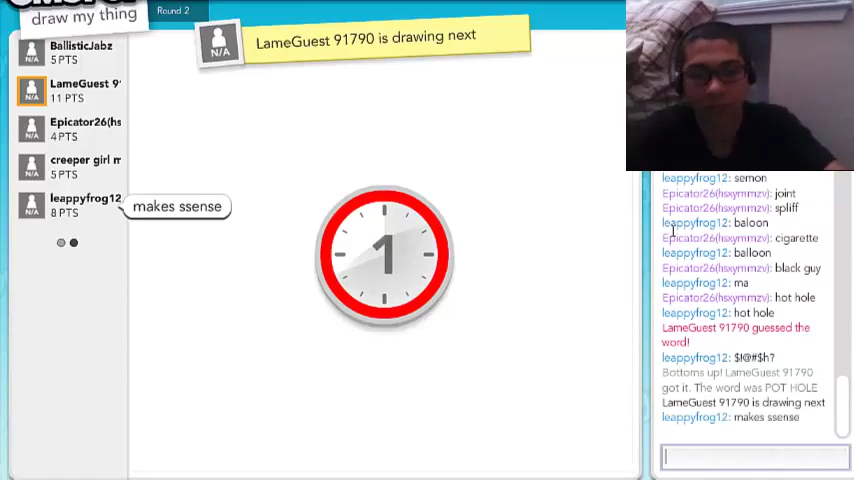 draw my thing
Round 2
LameGuest 91790 is drawing next
BallisticJabz
5 PTS
LameGuest 9
11 PTS
Epicator26(hs
4 PTS
creeper girl m
5 PTS
leappyfrog12
8 PTS
makes ssense
N/A
N/A
N/A
N/A
N/A
N/A
1
leappyfrog12: semon
Epicator26(hsxymmzv): joint
Epicator26(hsxymmzv): spliff
leappyfrog12: baloon
Epicator26(hsxymmzv): cigarette
leappyfrog12: balloon
Epicator26(hsxymmzv): black guy
leappyfrog12: ma
Epicator26(hsxymmzv): hot hole
leappyfrog12: hot hole
LameGuest 91790 guessed the
word!
leappyfrog12: $!@#$h?
Bottoms up! LameGuest 91790
got it. The word was POT HOLE
LameGuest 91790 is drawing next
leappyfrog12: makes ssense